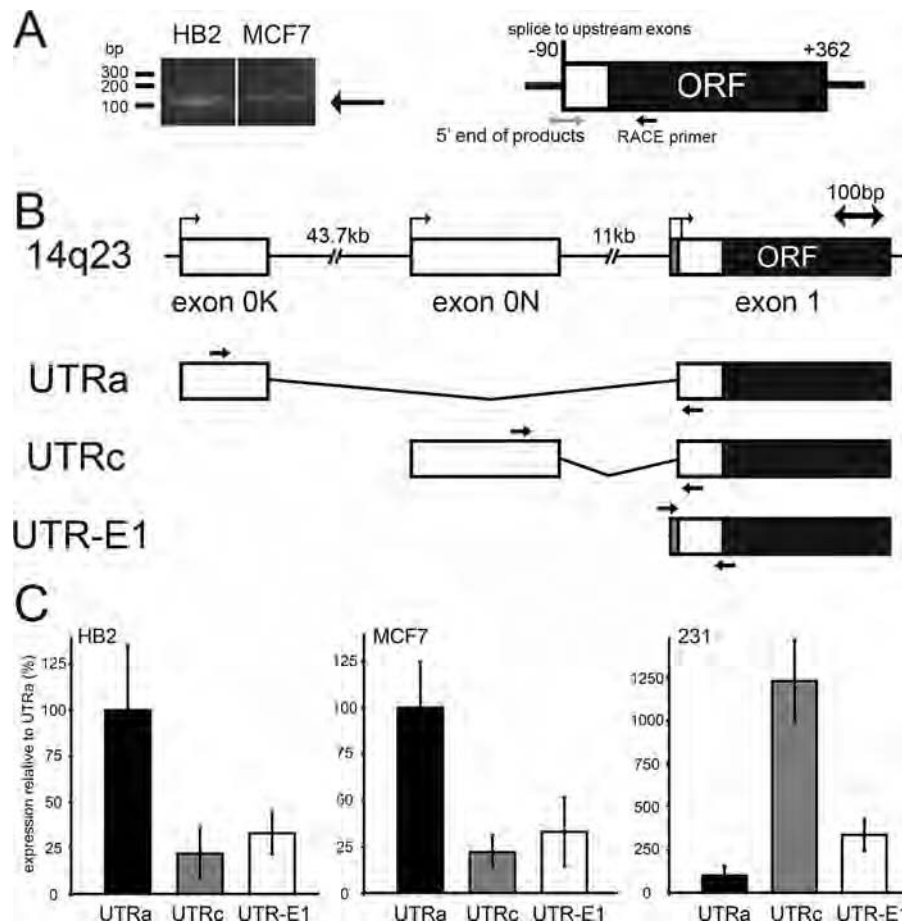 A
HB2 MCF7
bp
300
200
100
splice to upstream exons
-90
+362
ORF
5' end of products
RACE primer
B
100bp
14q23
43.7kb
11kb
ORF
exon 0K
exon 0N
exon 1
UTRa
UTRc
UTR-E1
C
expression relative to UTRa (%)
HB2
125
100
75
50
25
0
UTRa UTRc UTR-E1
MCF7
125
100
75
50
25
0
UTRa UTRc UTR-E1
231
1250
1000
750
500
250
0
UTRa UTRc UTR-E1